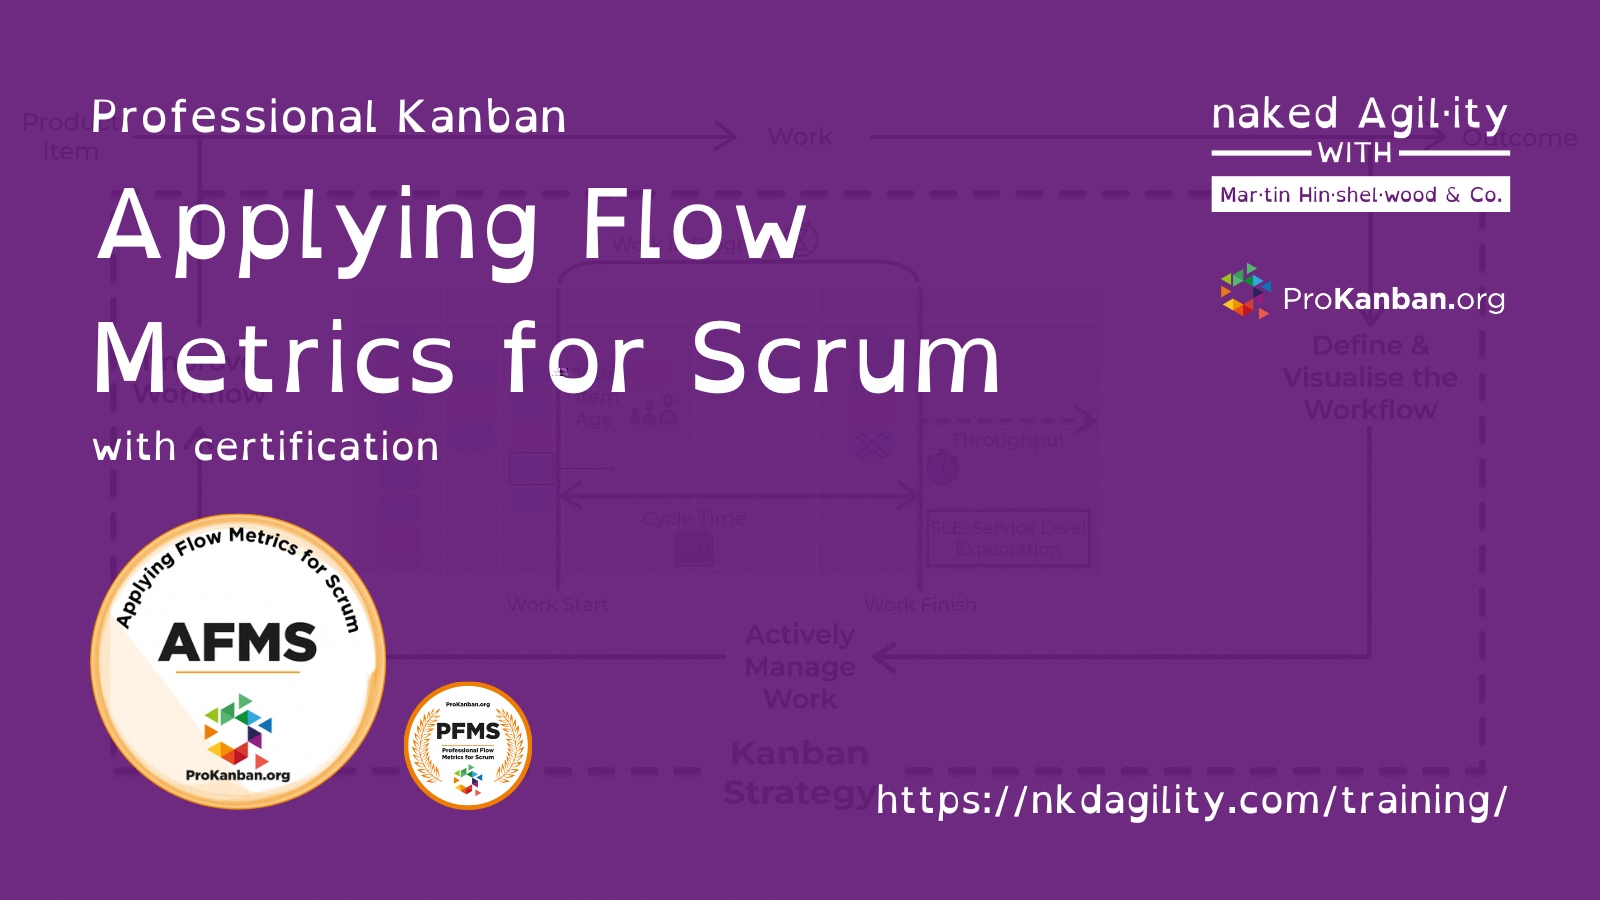 Professional Kanban
Applying Flow
Metrics for Scrum
with certification
naked Agil·ity
WITH
Mar·tin Hin·shel·wood & Co.
ProKanban.org
Product
Item
Work
Outcome
Improve
Workflow
Item
Age
Define &
Visualise the
Workflow
Throughput
Cycle Time
SLE: Service Level
Expectation
Work Start
Work Finish
Actively
Manage
Work
Kanban
Strategy
Applying Flow Metrics for Scrum
AFMS
ProKanban.org
ProKanban.org
PFMS
Professional Flow
Metrics for Scrum
https://nkdagility.com/training/